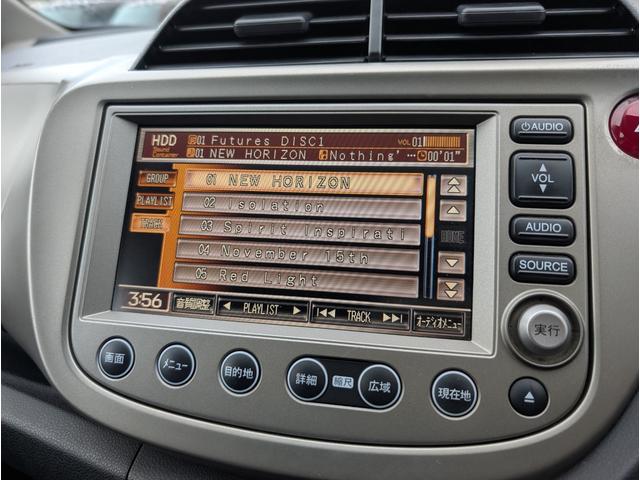 HDD Sound Container 01 Futures DISC1 VOL 01
01 NEW HORIZON Nothing' … 00'01"
GROUP
PLAYLIST
TRACK
01 NEW HORIZON
02 Isolation
03 Spirit Inspirati
04 November 15th
05 Red Light
HOME
3:56 音質調整 ◀ PLAYLIST ▶ |◀◀ TRACK ▶▶| オーディオメニュー
AUDIO
VOL
AUDIO
SOURCE
実行
画面 メニュー 目的地 詳細 縮尺 広域 現在地